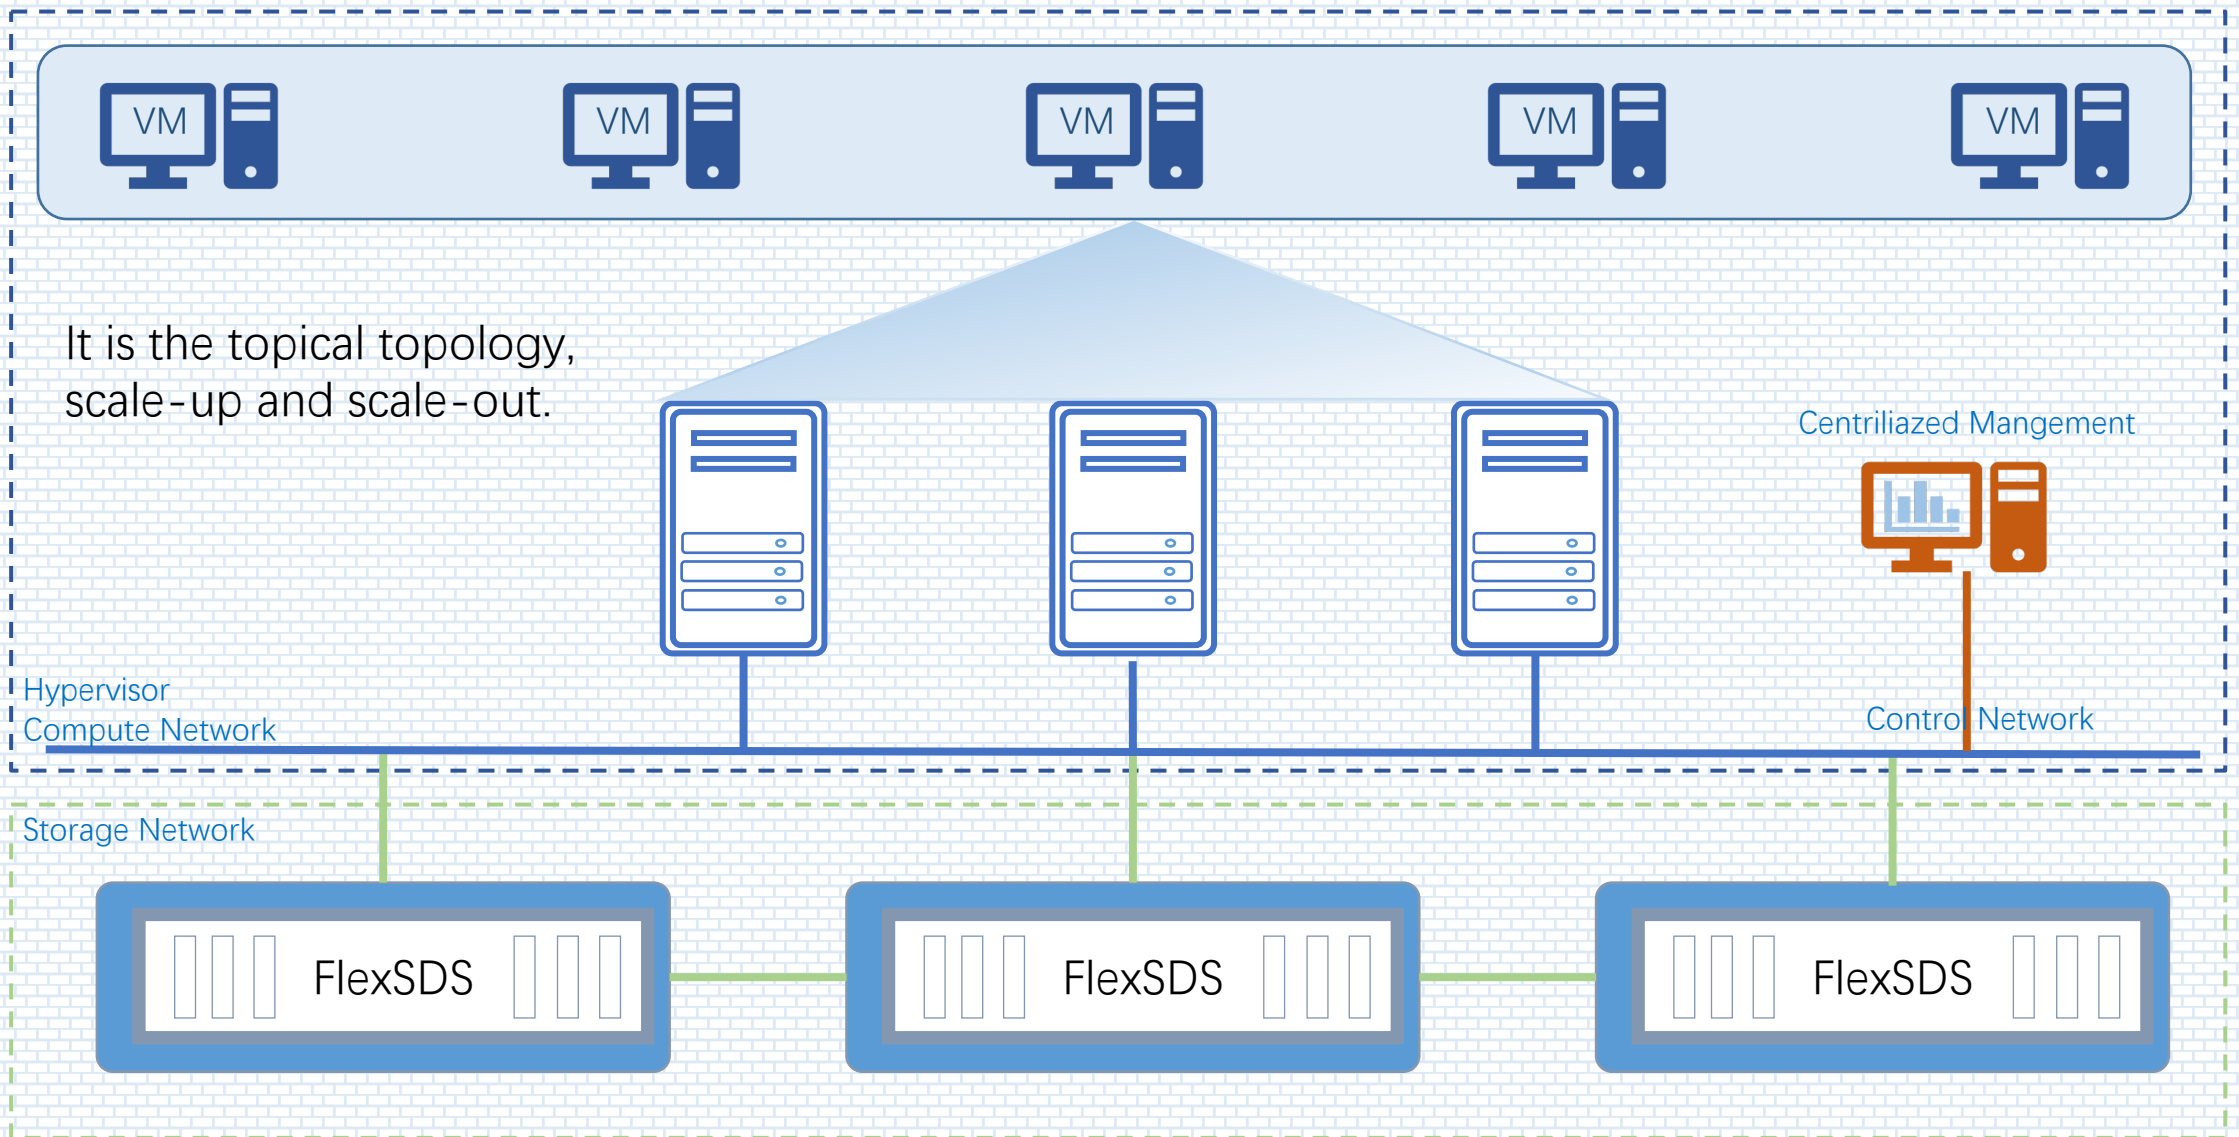 VM VM VM VM VM
It is the topical topology,
scale-up and scale-out.
Centriliazed Mangement
Hypervisor
Compute Network
Control Network
Storage Network
FlexSDS FlexSDS FlexSDS